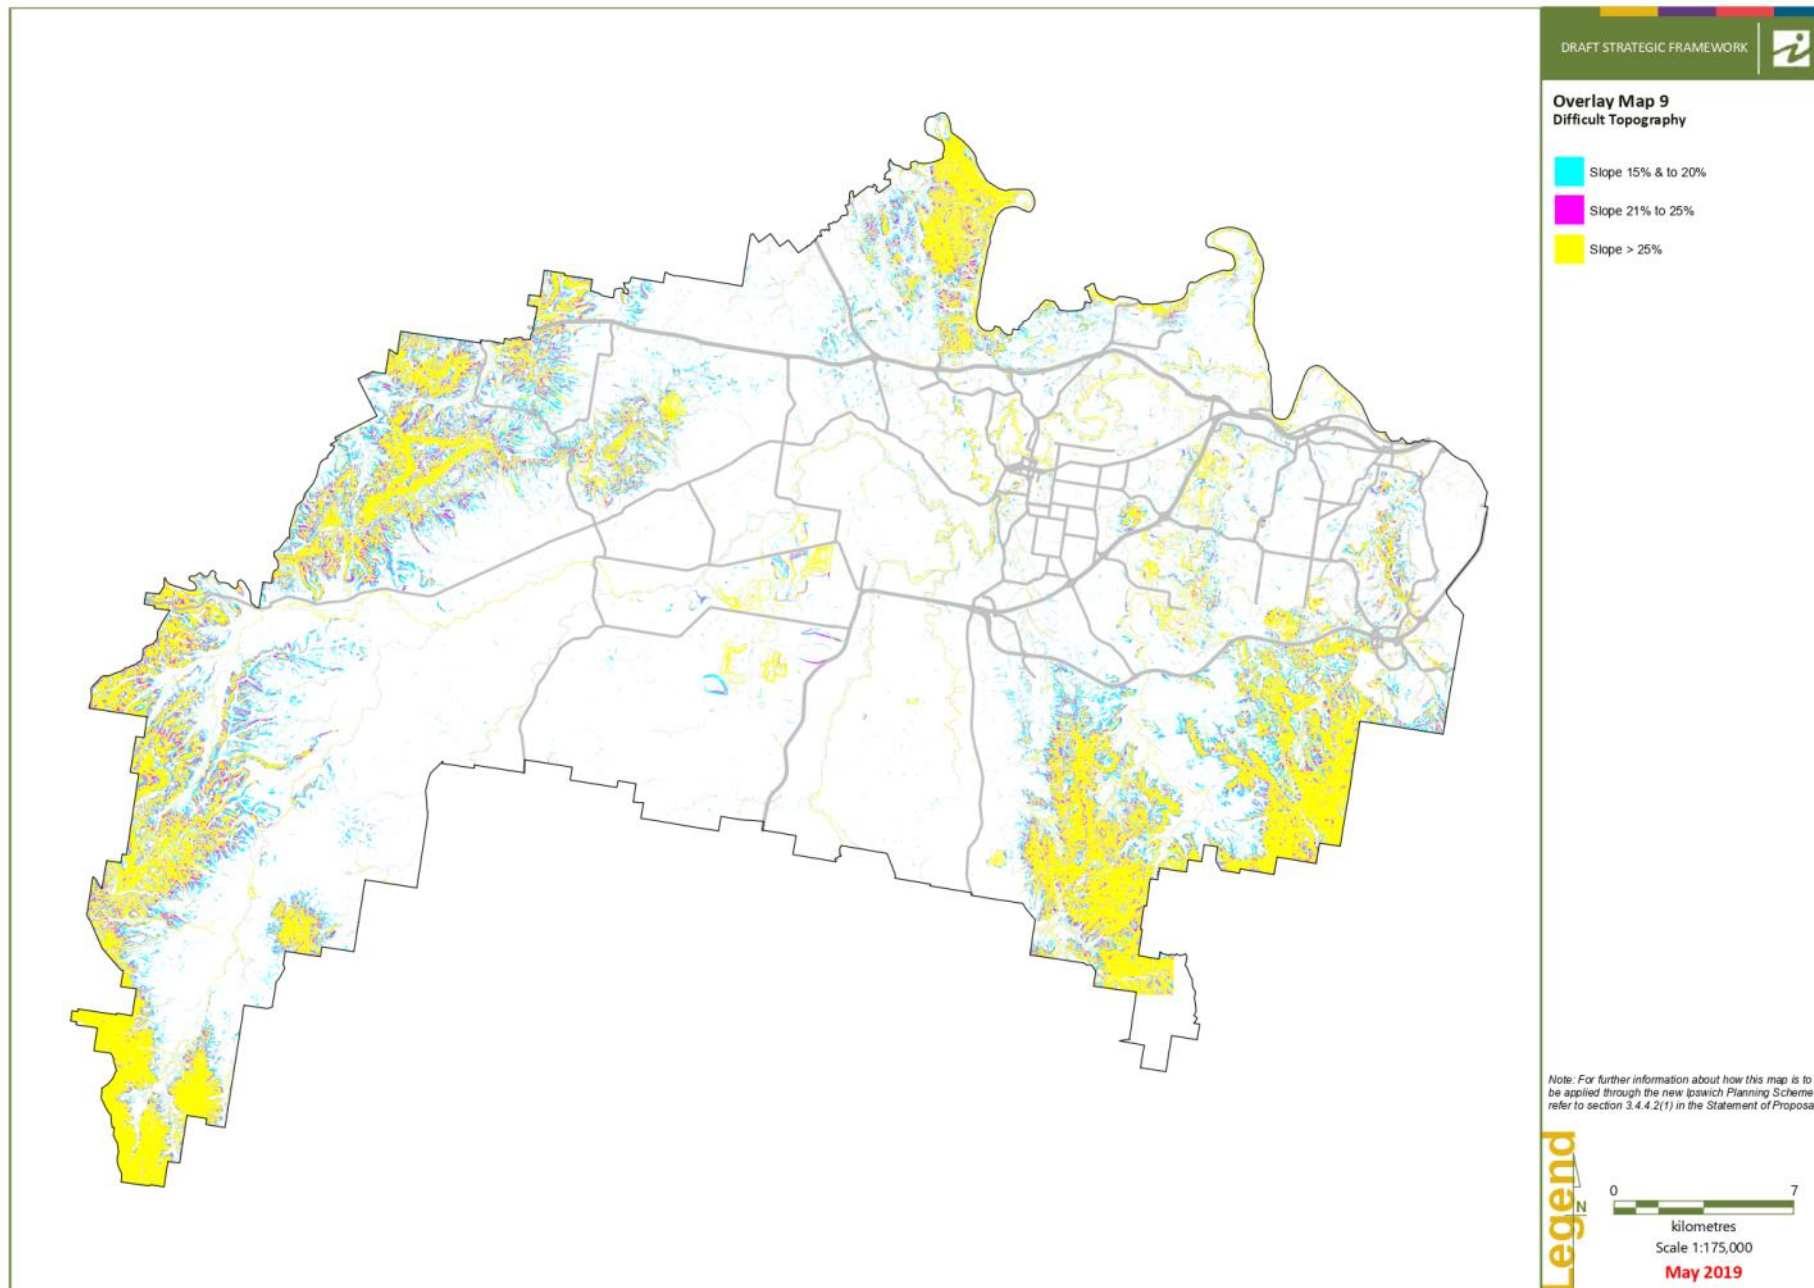 DRAFT STRATEGIC FRAMEWORK
Overlay Map 9
Difficult Topography
Slope 15% & to 20%
Slope 21% to 25%
Slope > 25%
Note: For further information about how this map is to
be applied through the new Ipswich Planning Scheme
refer to section 3.4.4.2(1) in the Statement of Proposa
Legend
N
0 7
kilometres
Scale 1:175,000
May 2019